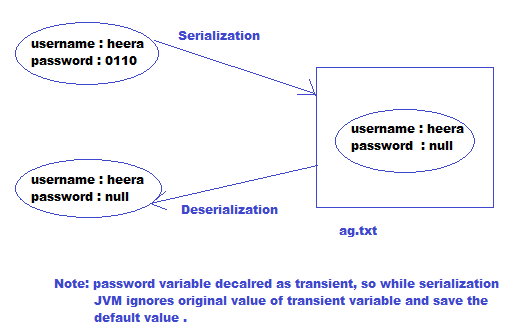 username : heera
password : 0110
Serialization
username : heera
password  : null
username : heera
password : null
Deserialization
ag.txt
Note: password variable decalred as transient, so while serialization
JVM ignores original value of transient variable and save the
default value .